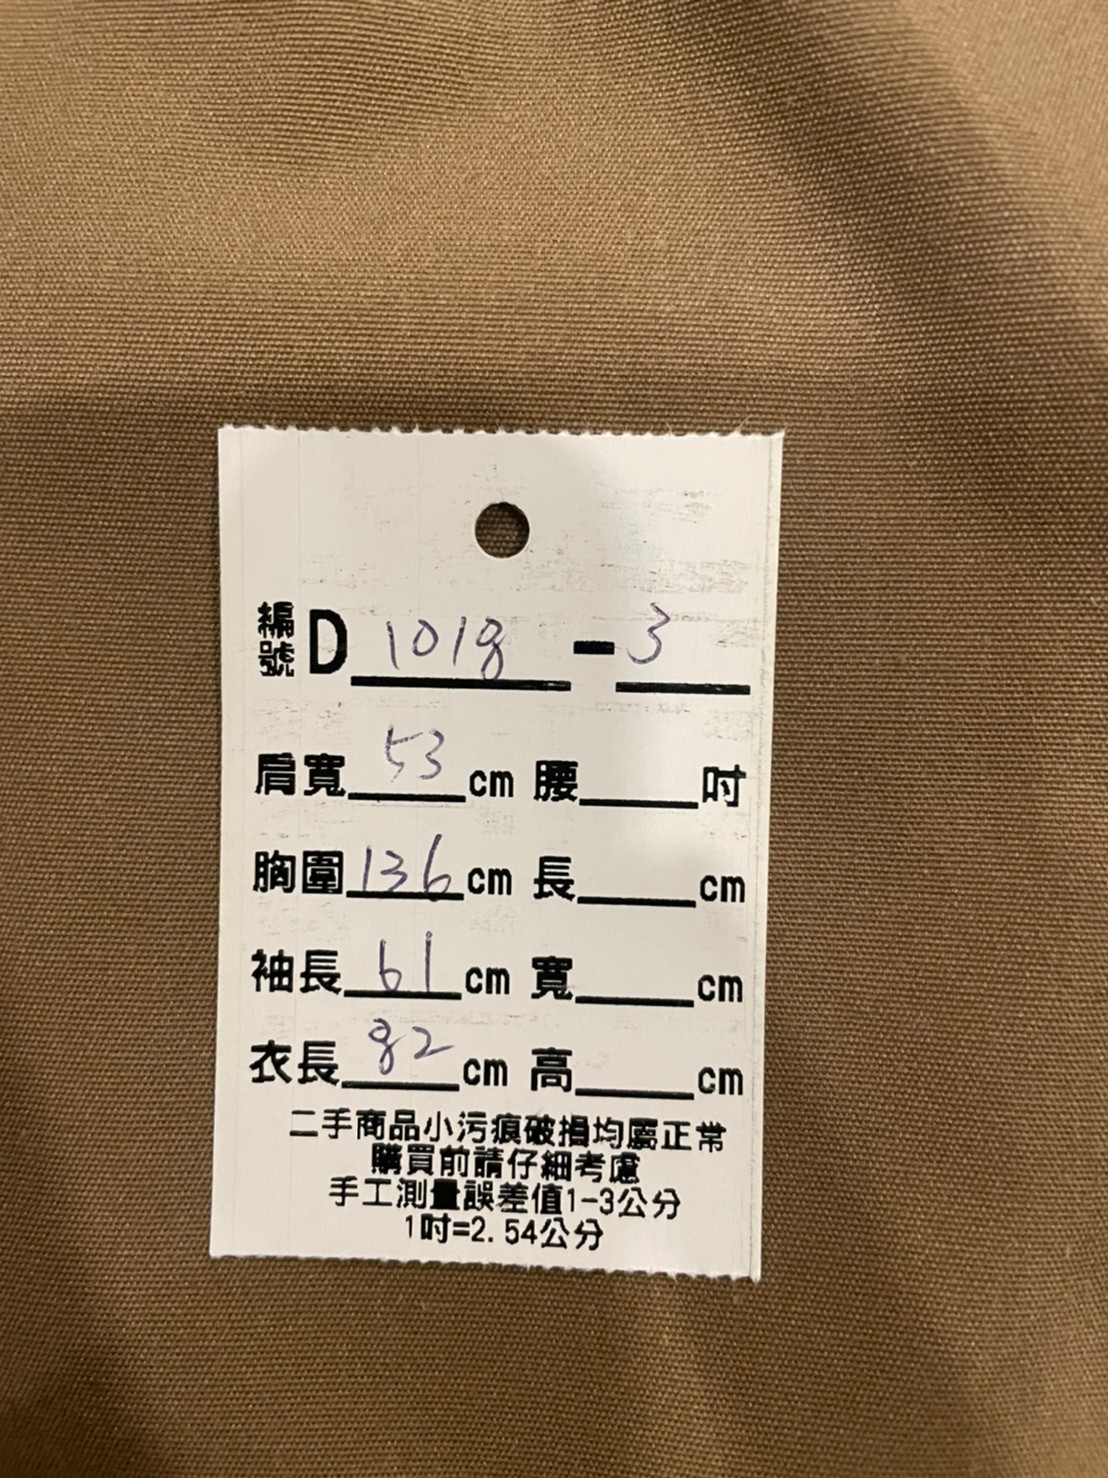 編號 D 1018 - 3
肩寬 53 cm 腰 吋
胸圍 136 cm 長 cm
袖長 61 cm 寬 cm
衣長 82 cm 高 cm
二手商品小污痕破損均屬正常
購買前請仔細考慮
手工測量誤差值1-3公分
1吋=2.54公分